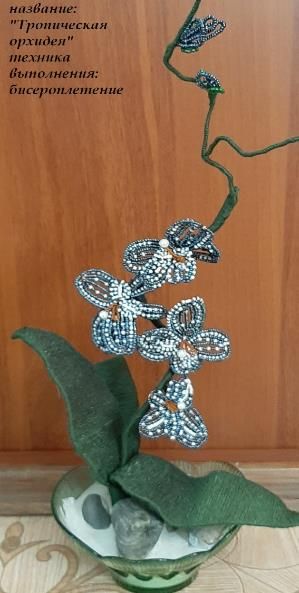 название:
"Тропическая
орхидея"
техника
выполнения:
бисероплетение